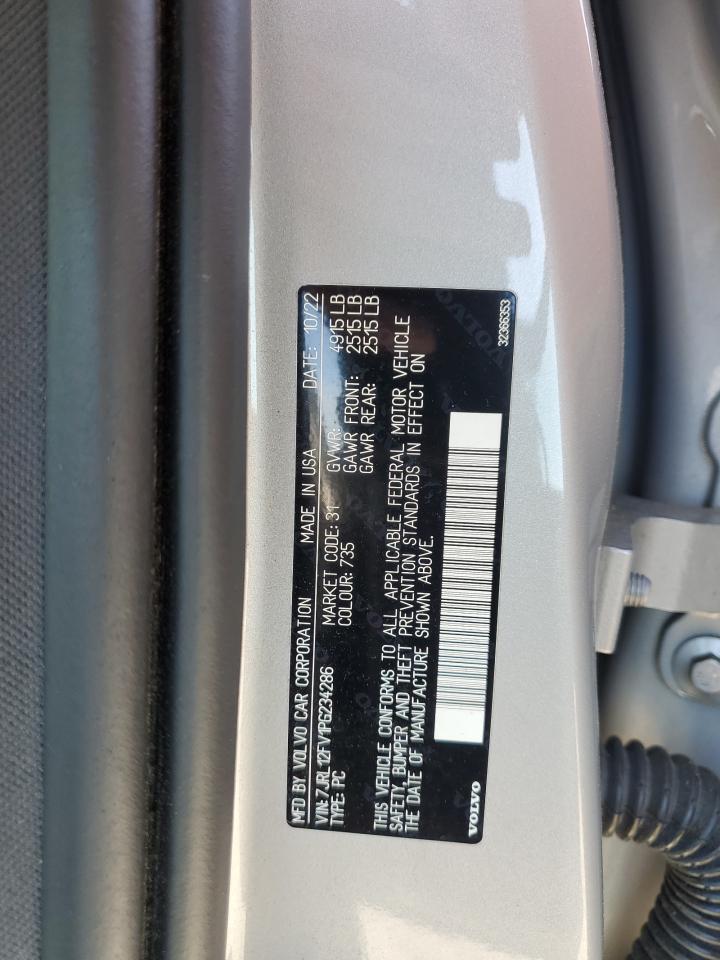 MFD BY VOLVO CAR CORPORATION MADE IN USA DATE: 10/22
VIN: 7JRL12FV1PG234286
TYPE: PC
MARKET CODE: 31
COLOUR: 735
GVWR: 4915 LB
GAWR FRONT: 2515 LB
GAWR REAR: 2515 LB
THIS VEHICLE CONFORMS TO ALL APPLICABLE FEDERAL MOTOR VEHICLE
SAFETY, BUMPER AND THEFT PREVENTION STANDARDS IN EFFECT ON
THE DATE OF MANUFACTURE SHOWN ABOVE.
VOLVO
32366353